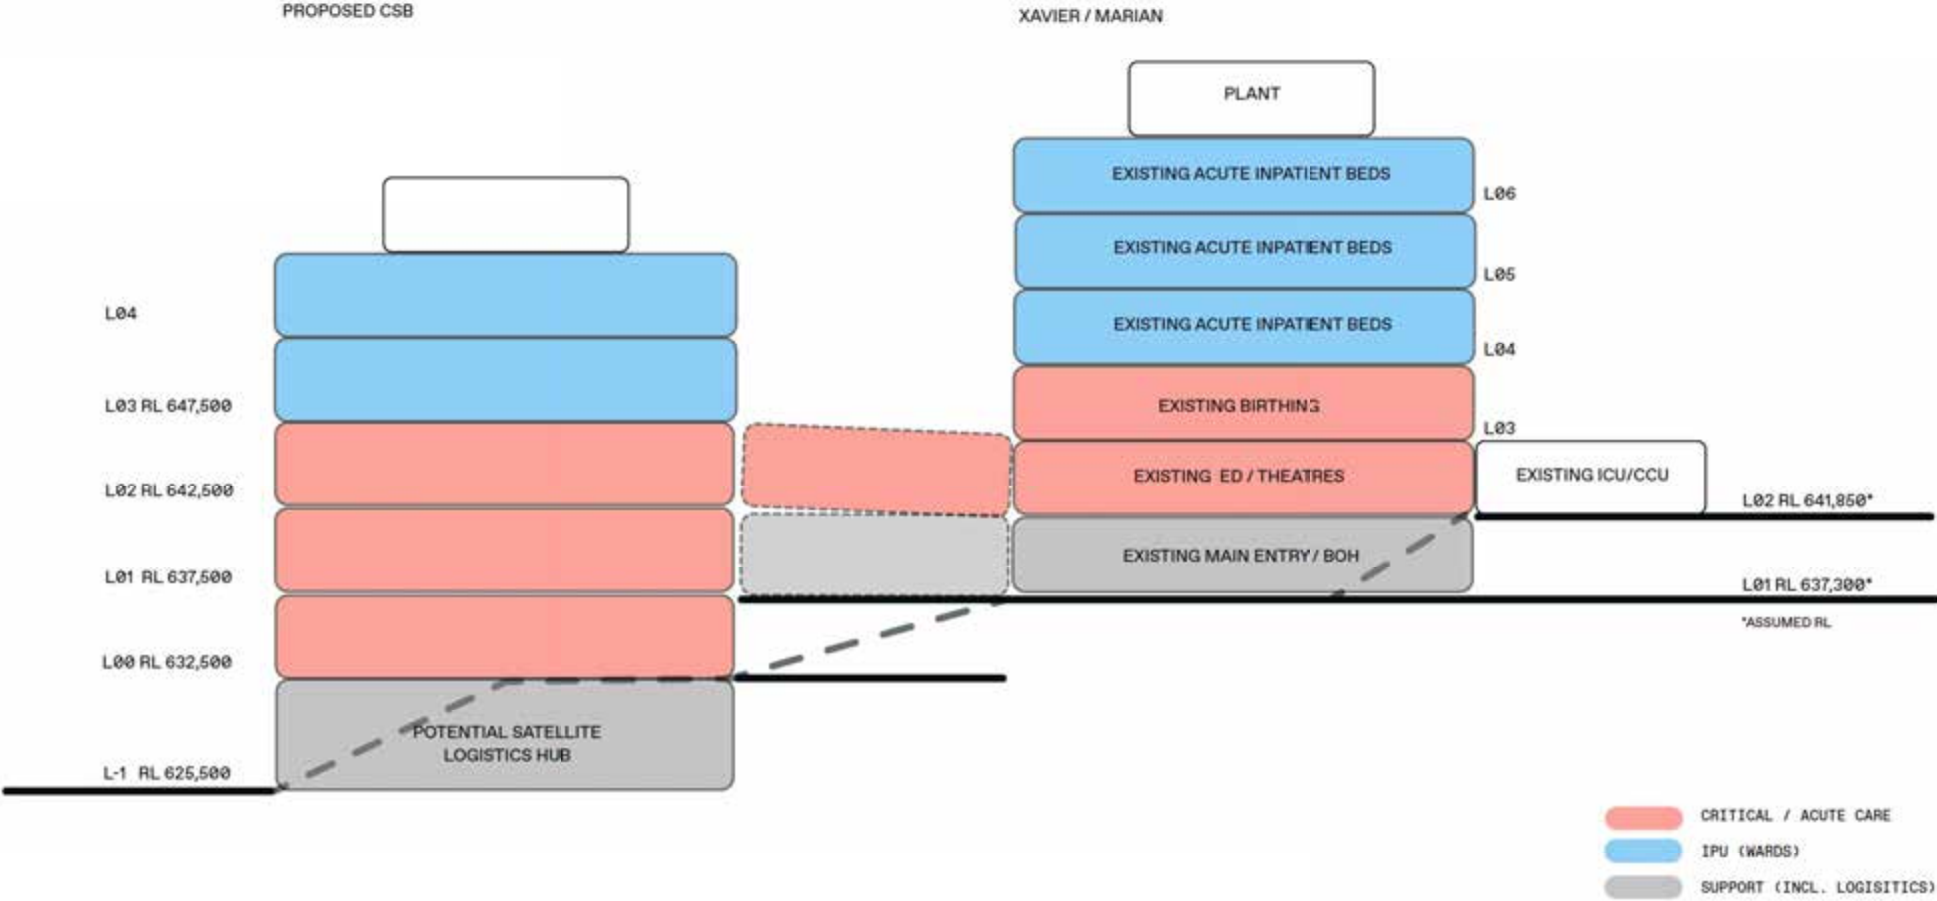 PROPOSED CSB
XAVIER / MARIAN
PLANT
EXISTING ACUTE INPATIENT BEDS
L06
EXISTING ACUTE INPATIENT BEDS
L05
L04
EXISTING ACUTE INPATIENT BEDS
L04
L03 RL 647,500
EXISTING BIRTHING
L03
L02 RL 642,500
EXISTING ED / THEATRES
EXISTING ICU/CCU
L02 RL 641,850*
L01 RL 637,500
EXISTING MAIN ENTRY / BOH
L01 RL 637,300*
*ASSUMED RL
L00 RL 632,500
POTENTIAL SATELLITE
LOGISTICS HUB
L-1 RL 625,500
CRITICAL / ACUTE CARE
IPU (WARDS)
SUPPORT (INCL. LOGISITICS)